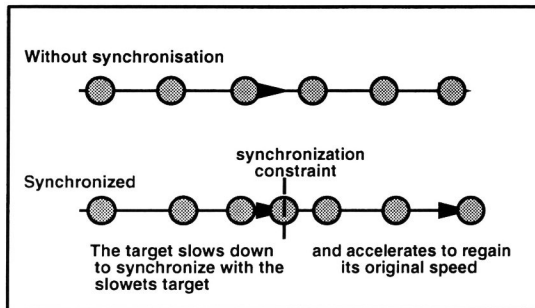 Without synchronisation
synchronization
constraint
Synchronized
The target slows down
to synchronize with the
slowets target
and accelerates to regain
its original speed